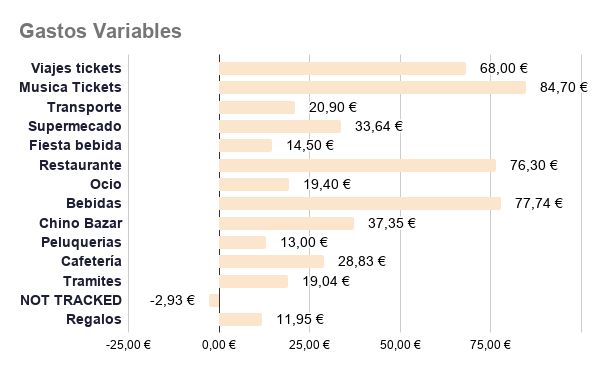 Gastos Variables
Viajes tickets 68,00 €
Musica Tickets 84,70 €
Transporte 20,90 €
Supermecado 33,64 €
Fiesta bebida 14,50 €
Restaurante 76,30 €
Ocio 19,40 €
Bebidas 77,74 €
Chino Bazar 37,35 €
Peluquerias 13,00 €
Cafetería 28,83 €
Tramites 19,04 €
NOT TRACKED -2,93 €
Regalos 11,95 €
-25,00 € 0,00 € 25,00 € 50,00 € 75,00 €